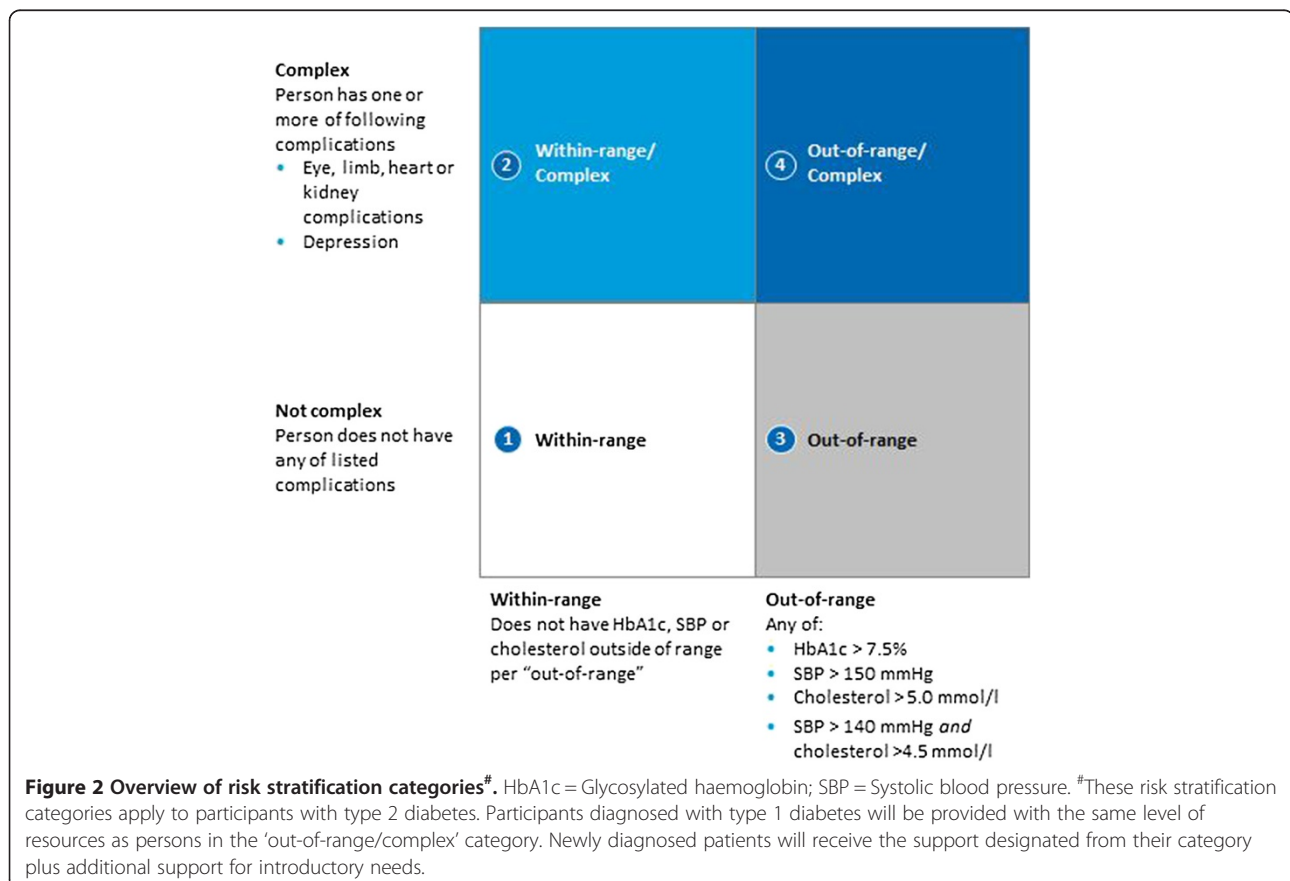 Complex
Person has one or
more of following
complications
• Eye, limb, heart or
kidney
complications
• Depression
2 Within-range/
Complex
4 Out-of-range/
Complex
Not complex
Person does not have
any of listed
complications
1 Within-range
3 Out-of-range
Within-range
Does not have HbA1c, SBP or
cholesterol outside of range
per “out-of-range”
Out-of-range
Any of:
• HbA1c > 7.5%
• SBP > 150 mmHg
• Cholesterol >5.0 mmol/l
• SBP > 140 mmHg and
cholesterol >4.5 mmol/l
Figure 2 Overview of risk stratification categories#. HbA1c = Glycosylated haemoglobin; SBP = Systolic blood pressure. #These risk stratification
categories apply to participants with type 2 diabetes. Participants diagnosed with type 1 diabetes will be provided with the same level of
resources as persons in the ‘out-of-range/complex’ category. Newly diagnosed patients will receive the support designated from their category
plus additional support for introductory needs.